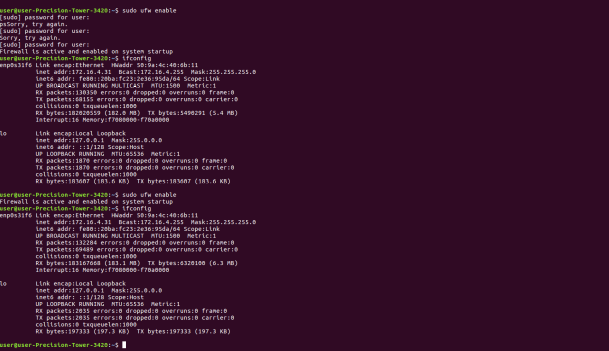 user@user-Precision-Tower-3420:~$ sudo ufw enable
[sudo] password for user:
psSorry, try again.
[sudo] password for user:
Sorry, try again.
[sudo] password for user:
Firewall is active and enabled on system startup
user@user-Precision-Tower-3420:~$ ifconfig
enp0s31f6 Link encap:Ethernet  HWaddr 50:9a:4c:40:6b:11
inet addr:172.16.4.31  Bcast:172.16.4.255  Mask:255.255.255.0
inet6 addr: fe80::20ba:fc23:2e36:95da/64 Scope:Link
UP BROADCAST RUNNING MULTICAST  MTU:1500  Metric:1
RX packets:130350 errors:0 dropped:0 overruns:0 frame:0
TX packets:68155 errors:0 dropped:0 overruns:0 carrier:0
collisions:0 txqueuelen:1000
RX bytes:182020559 (182.0 MB)  TX bytes:5490291 (5.4 MB)
Interrupt:16 Memory:f7080000-f70a0000
lo Link encap:Local Loopback
inet addr:127.0.0.1  Mask:255.0.0.0
inet6 addr: ::1/128 Scope:Host
UP LOOPBACK RUNNING  MTU:65536  Metric:1
RX packets:1870 errors:0 dropped:0 overruns:0 frame:0
TX packets:1870 errors:0 dropped:0 overruns:0 carrier:0
collisions:0 txqueuelen:1000
RX bytes:183607 (183.6 KB)  TX bytes:183607 (183.6 KB)
user@user-Precision-Tower-3420:~$ sudo ufw enable
Firewall is active and enabled on system startup
user@user-Precision-Tower-3420:~$ ifconfig
enp0s31f6 Link encap:Ethernet  HWaddr 50:9a:4c:40:6b:11
inet addr:172.16.4.31  Bcast:172.16.4.255  Mask:255.255.255.0
inet6 addr: fe80::20ba:fc23:2e36:95da/64 Scope:Link
UP BROADCAST RUNNING MULTICAST  MTU:1500  Metric:1
RX packets:132284 errors:0 dropped:0 overruns:0 frame:0
TX packets:69489 errors:0 dropped:0 overruns:0 carrier:0
collisions:0 txqueuelen:1000
RX bytes:183167668 (183.1 MB)  TX bytes:6320100 (6.3 MB)
Interrupt:16 Memory:f7080000-f70a0000
lo Link encap:Local Loopback
inet addr:127.0.0.1  Mask:255.0.0.0
inet6 addr: ::1/128 Scope:Host
UP LOOPBACK RUNNING  MTU:65536  Metric:1
RX packets:2035 errors:0 dropped:0 overruns:0 frame:0
TX packets:2035 errors:0 dropped:0 overruns:0 carrier:0
collisions:0 txqueuelen:1000
RX bytes:197333 (197.3 KB)  TX bytes:197333 (197.3 KB)
user@user-Precision-Tower-3420:~$